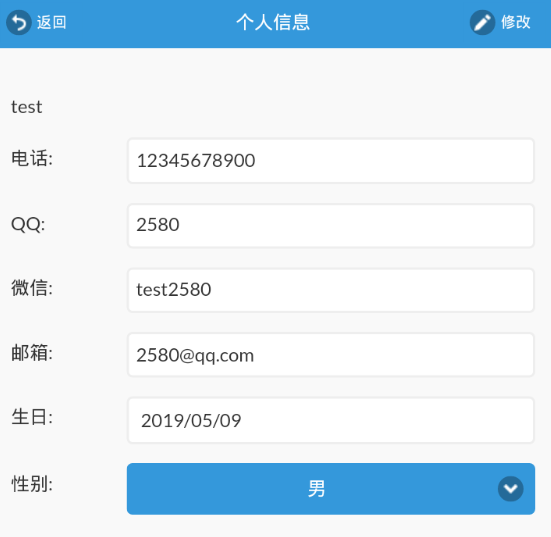 返回 个人信息 修改
test
电话: 12345678900
QQ: 2580
微信: test2580
邮箱: 2580@qq.com
生日: 2019/05/09
性别: 男